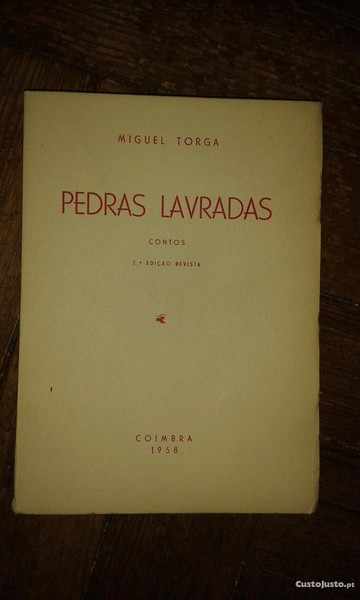 MIGUEL TORGA
PEDRAS LAVRADAS
CONTOS
2.ª EDIÇÃO REVISTA
COIMBRA
1958
CustoJusto.pt